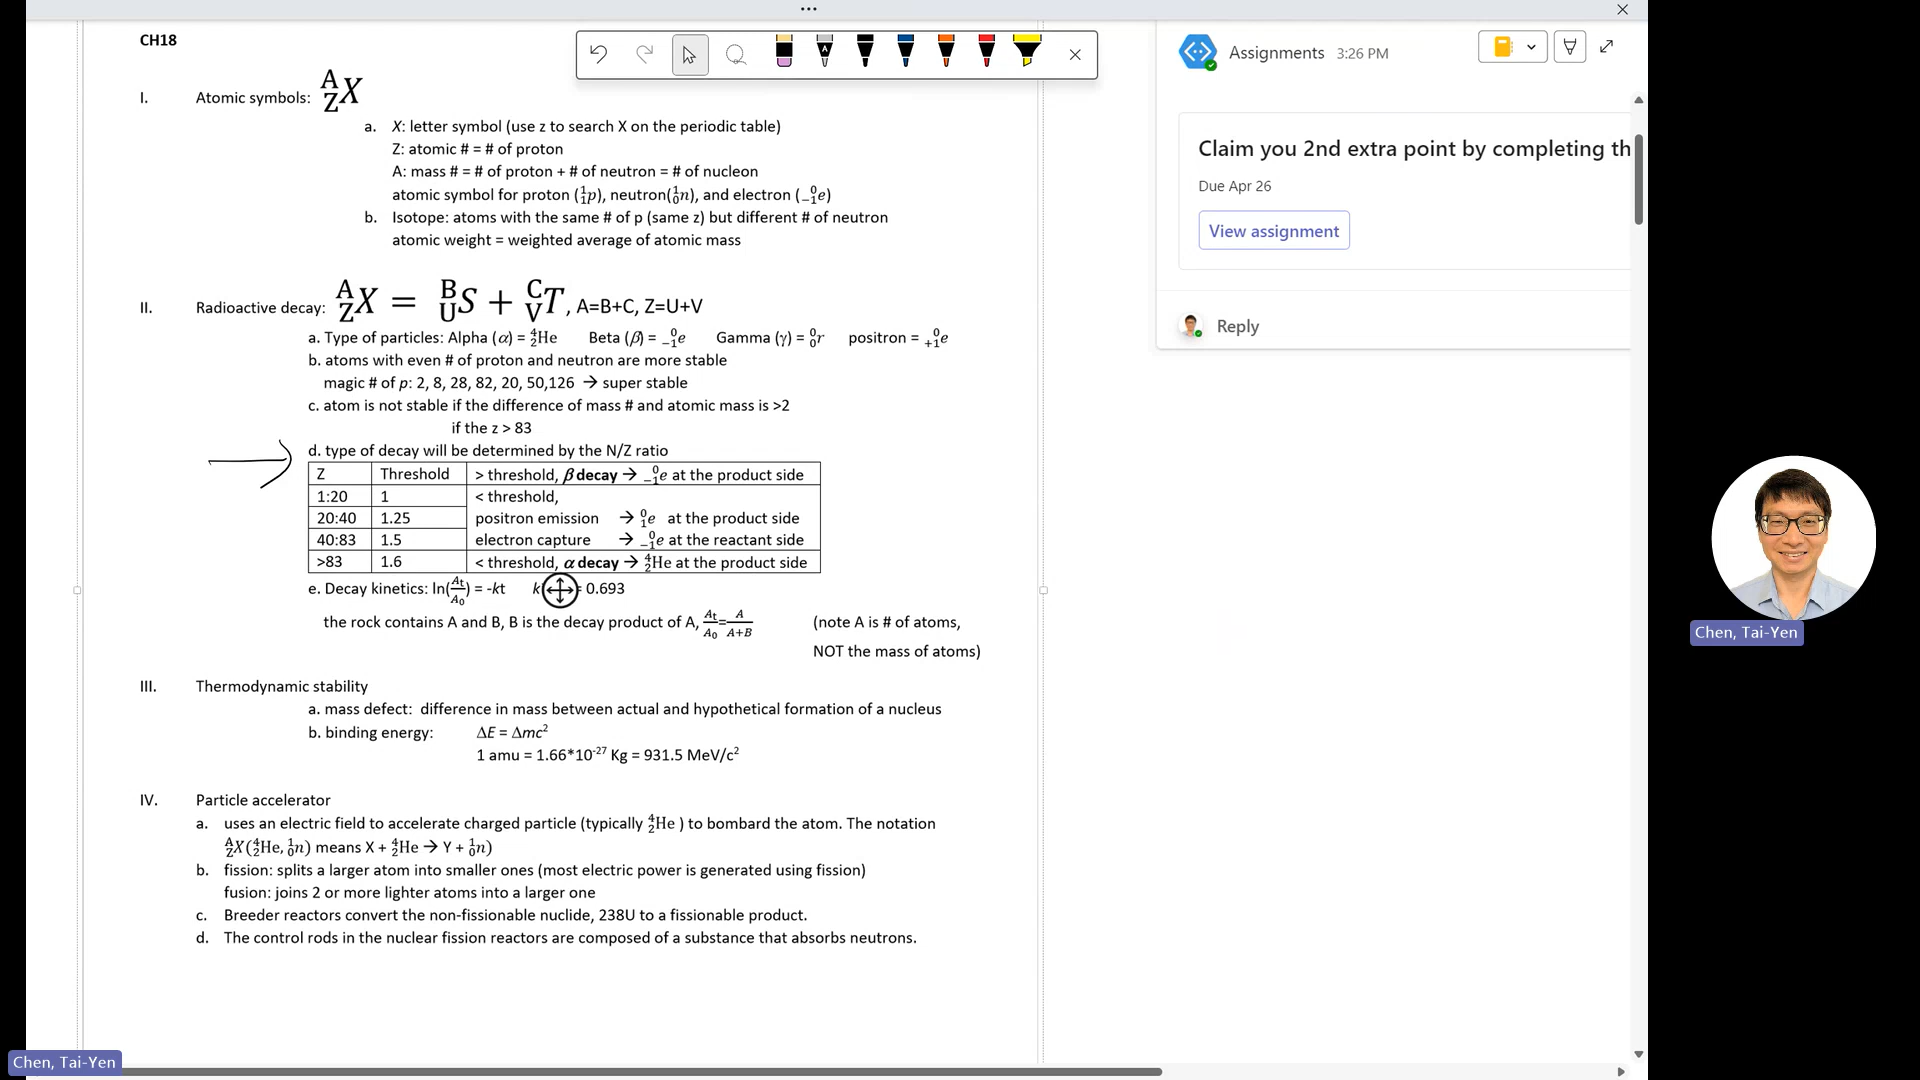 CH18
I. Atomic symbols: ᴬ_Z X
a. X: letter symbol (use z to search X on the periodic table)
Z: atomic # = # of proton
A: mass # = # of proton + # of neutron = # of nucleon
atomic symbol for proton (¹₁p), neutron(¹₀n), and electron (⁰₋₁e)
b. Isotope: atoms with the same # of p (same z) but different # of neutron
atomic weight = weighted average of atomic mass
II. Radioactive decay: ᴬ_Z X = ᴮ_U S + ^C_V T, A=B+C, Z=U+V
a. Type of particles: Alpha (α) = ⁴₂He Beta (β) = ⁰₋₁e Gamma (γ) = ⁰₀r positron = ⁰₊₁e
b. atoms with even # of proton and neutron are more stable
magic # of p: 2, 8, 28, 82, 20, 50,126 → super stable
c. atom is not stable if the difference of mass # and atomic mass is >2
if the z > 83
d. type of decay will be determined by the N/Z ratio
Z Threshold > threshold, β decay → ⁰₋₁e at the product side
1:20 1 < threshold,
20:40 1.25 positron emission → ⁰₁e at the product side
40:83 1.5 electron capture → ⁰₋₁e at the reactant side
>83 1.6 < threshold, α decay → ⁴₂He at the product side
e. Decay kinetics: ln(Aₜ/A₀) = -kt k = 0.693
the rock contains A and B, B is the decay product of A, Aₜ/A₀ = A/A+B (note A is # of atoms,
NOT the mass of atoms)
III. Thermodynamic stability
a. mass defect: difference in mass between actual and hypothetical formation of a nucleus
b. binding energy: ΔE = Δmc²
1 amu = 1.66*10⁻²⁷ Kg = 931.5 MeV/c²
IV. Particle accelerator
a. uses an electric field to accelerate charged particle (typically ⁴₂He ) to bombard the atom. The notation
ᴬ_Z X(⁴₂He, ¹₀n) means X + ⁴₂He → Y + ¹₀n)
b. fission: splits a larger atom into smaller ones (most electric power is generated using fission)
fusion: joins 2 or more lighter atoms into a larger one
c. Breeder reactors convert the non-fissionable nuclide, 238U to a fissionable product.
d. The control rods in the nuclear fission reactors are composed of a substance that absorbs neutrons.
Assignments 3:26 PM
Claim you 2nd extra point by completing th
Due Apr 26
View assignment
Reply
Chen, Tai-Yen
Chen, Tai-Yen